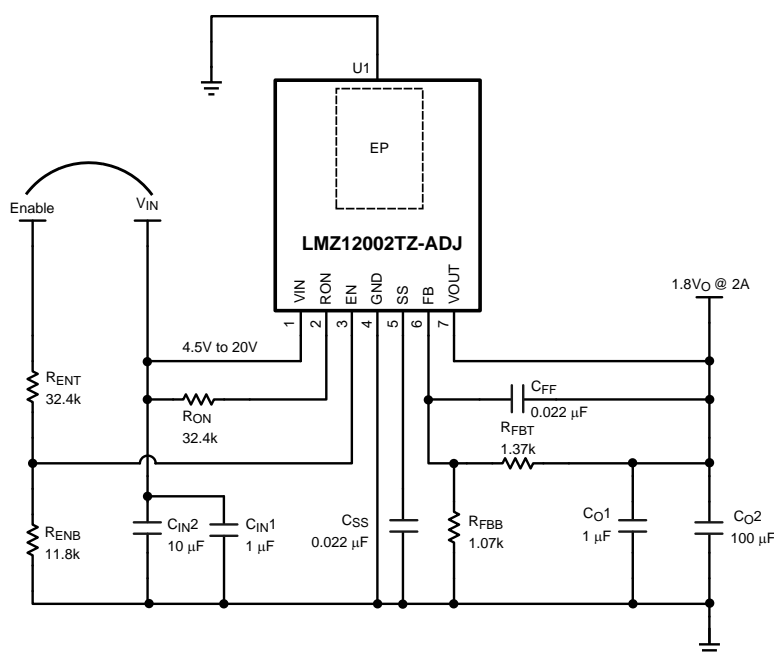 U1
EP
Enable
VIN
LMZ12002TZ-ADJ
VIN
RON
EN
GND
SS
FB
VOUT
1
2
3
4
5
6
7
1.8VO @ 2A
4.5V to 20V
RENT
32.4k
RON
32.4k
CFF
0.022 μF
RFBT
1.37k
RENB
11.8k
CIN2
10 μF
CIN1
1 μF
CSS
0.022 μF
RFBB
1.07k
CO1
1 μF
CO2
100 μF